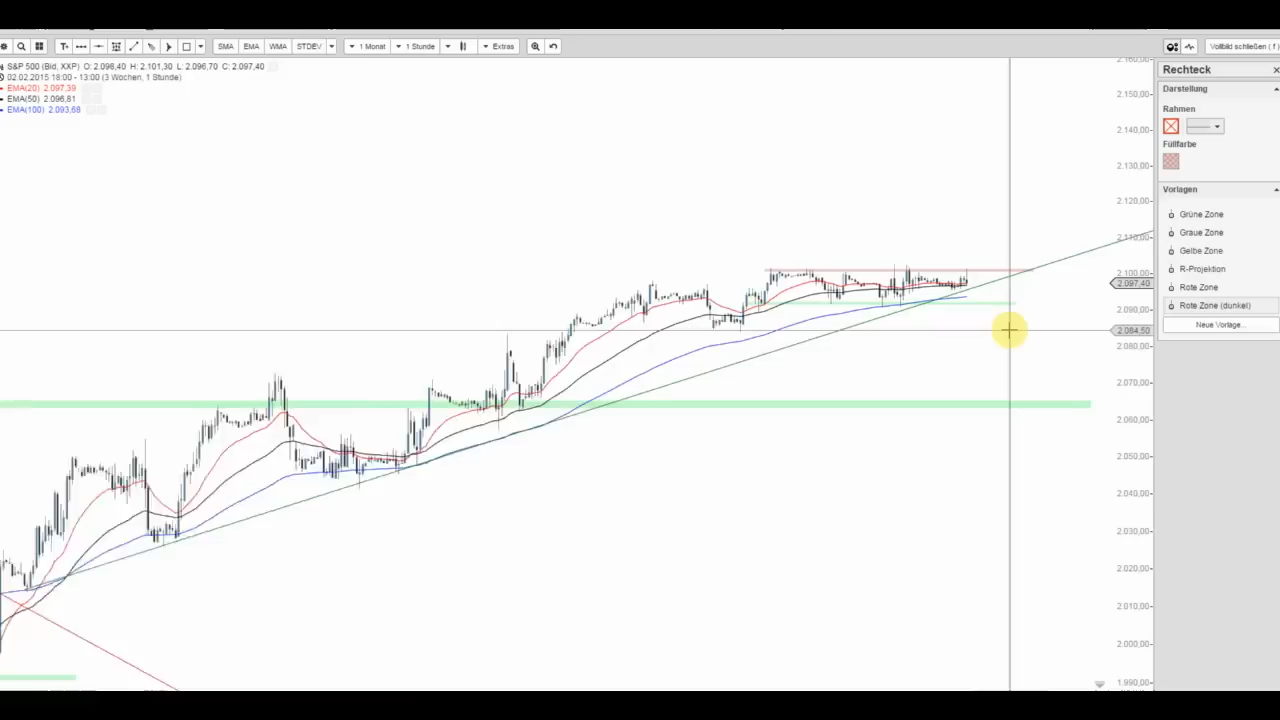 T SMA EMA WMA STDEV 1 Monat 1 Stunde Extras Vollbild schließen ( f )
S&P 500 (Bid, XXP) O: 2.096,40 H: 2.101,30 L: 2.096,70 C: 2.097,40
02.02.2015 18:00 - 13:00 (3 Wochen, 1 Stunde)
EMA(20) 2.097,39
EMA(50) 2.096,81
EMA(100) 2.093,68
2.160,00
2.150,00
2.140,00
2.130,00
2.120,00
2.110,00
2.100,00
2.097,40
2.090,00
2.084,50
2.080,00
2.070,00
2.060,00
2.050,00
2.040,00
2.030,00
2.020,00
2.010,00
2.000,00
1.990,00
Rechteck
Darstellung
Rahmen
Füllfarbe
Vorlagen
Grüne Zone
Graue Zone
Gelbe Zone
R-Projektion
Rote Zone
Rote Zone (dunkel)
Neue Vorlage...